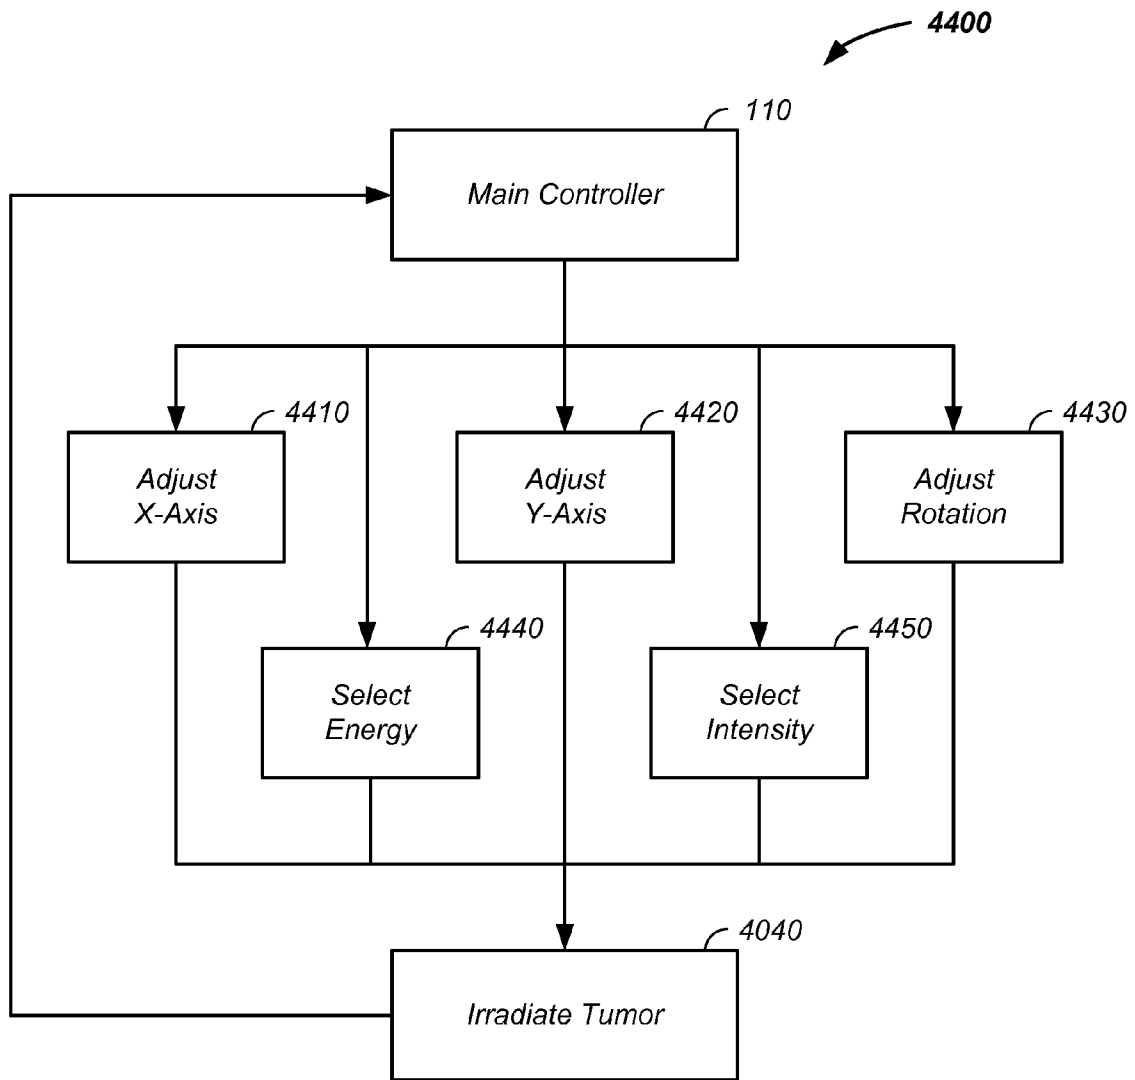 4400
110
Main Controller
4410
4420
4430
Adjust
X-Axis
Adjust
Y-Axis
Adjust
Rotation
4440
4450
Select
Energy
Select
Intensity
4040
Irradiate Tumor